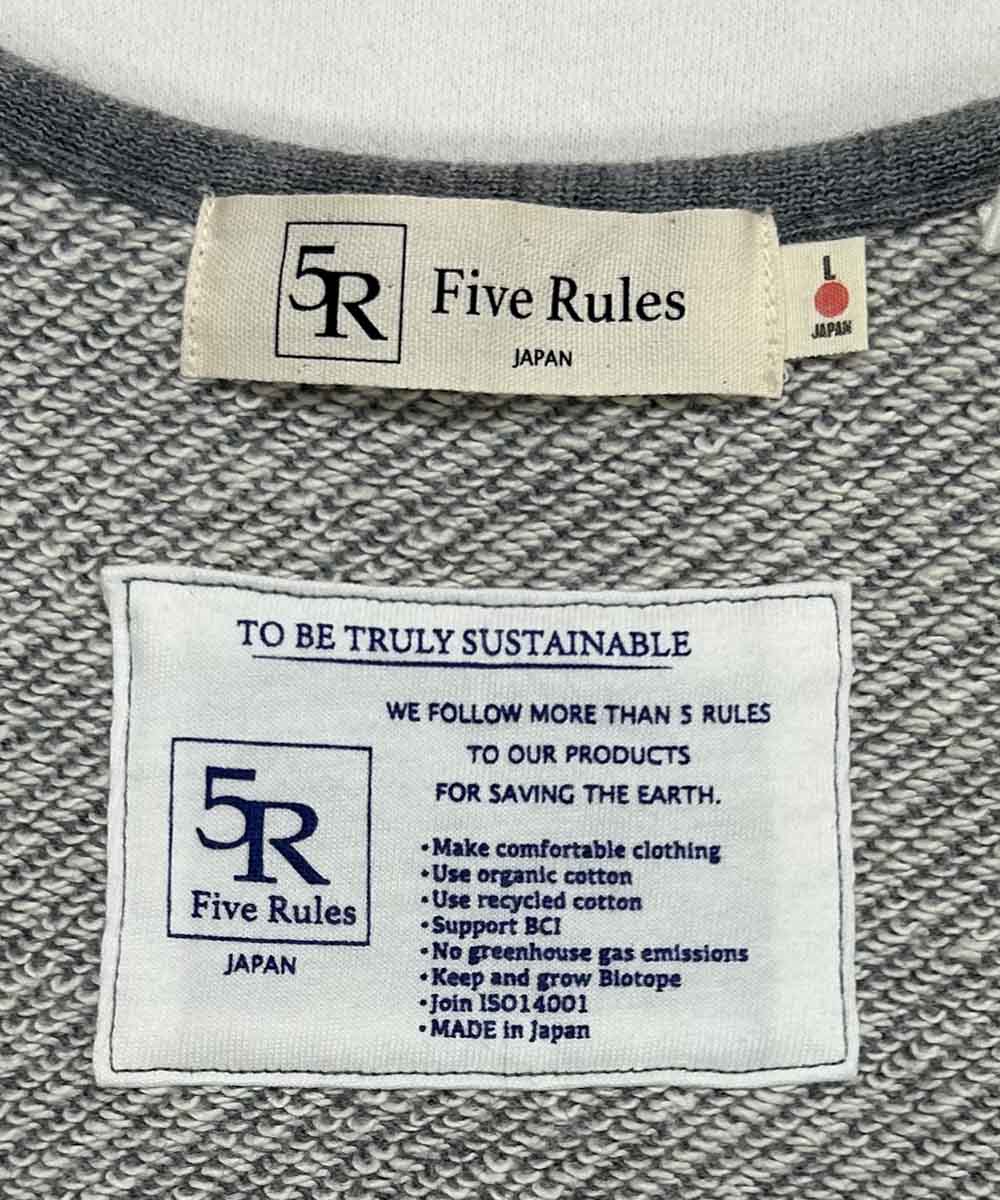 5R
Five Rules
JAPAN
L
JAPAN
TO BE TRULY SUSTAINABLE
WE FOLLOW MORE THAN 5 RULES
TO OUR PRODUCTS
FOR SAVING THE EARTH.
5R
Five Rules
JAPAN
•Make comfortable clothing
•Use organic cotton
•Use recycled cotton
•Support BCI
•No greenhouse gas emissions
•Keep and grow Biotope
•Join ISO14001
•MADE in Japan